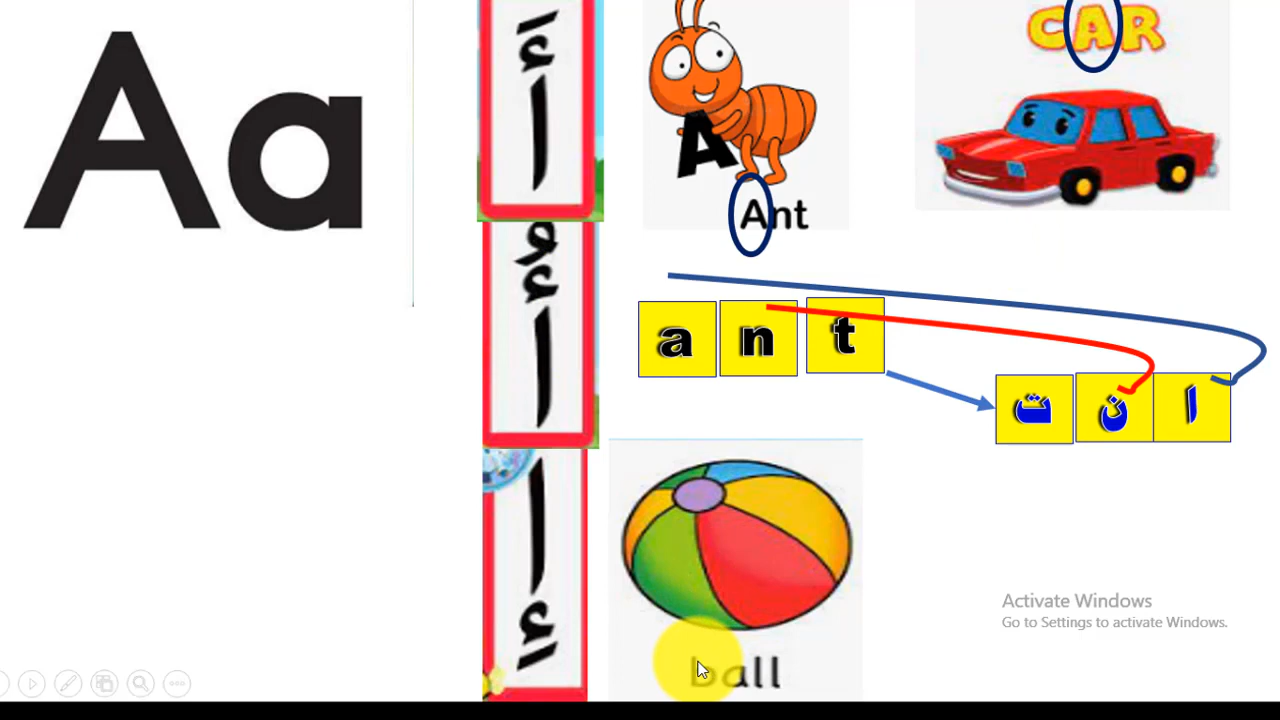 Aa
أَ
CAR
A
Ant
أُ
a n t
ا ن ت
إِ
ball
Activate Windows
Go to Settings to activate Windows.